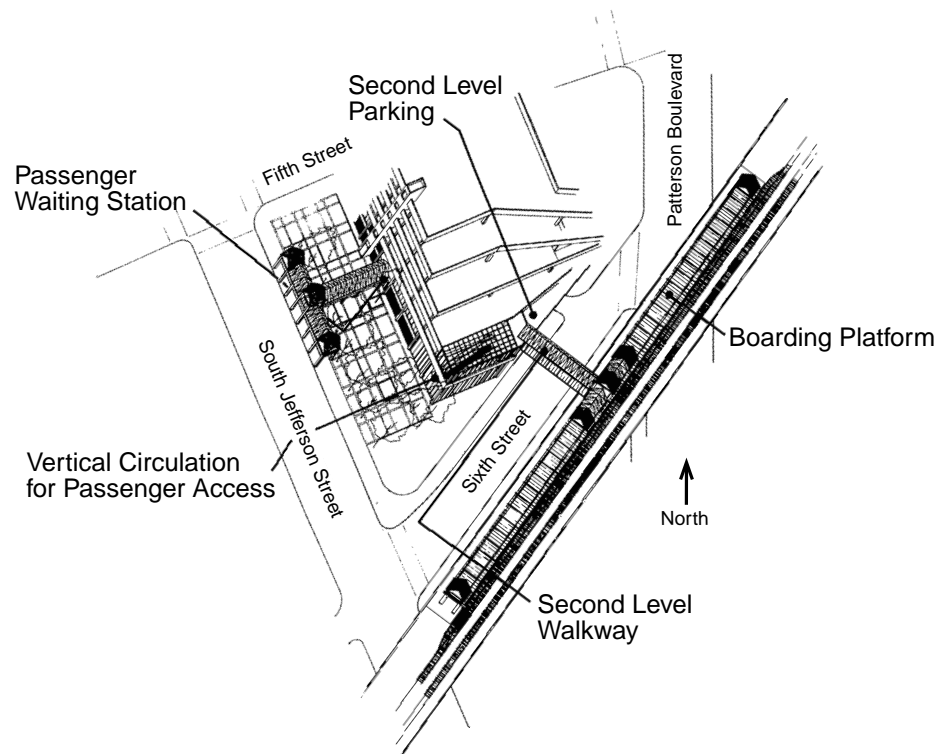 Second Level
Parking
Patterson Boulevard
Fifth Street
Passenger
Waiting Station
Boarding Platform
South Jefferson Street
Sixth Street
Vertical Circulation
for Passenger Access
North
Second Level
Walkway